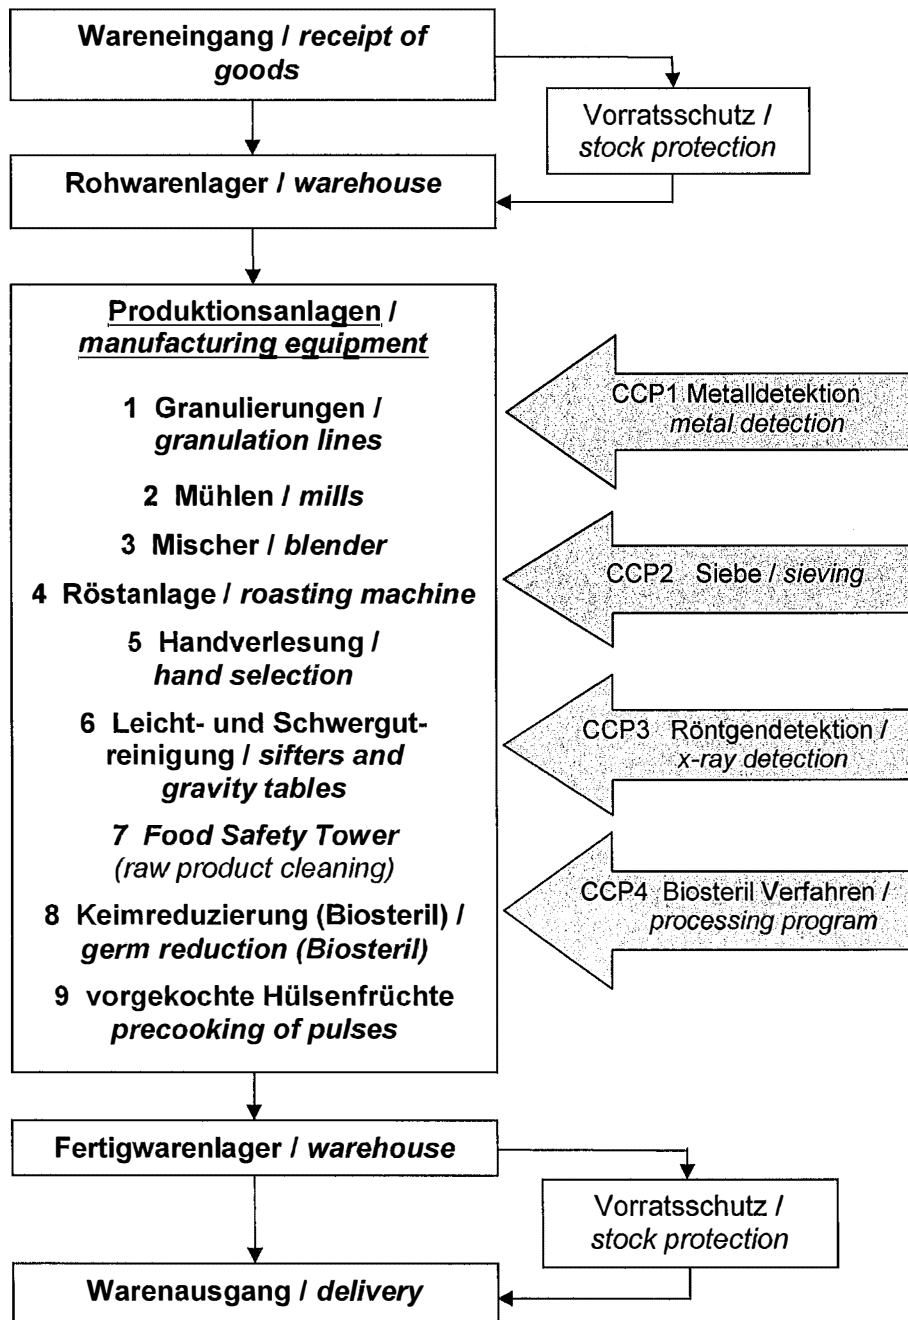 Wareneingang / receipt of
goods
Vorratsschutz /
stock protection
Rohwarenlager / warehouse
Produktionsanlagen /
manufacturing equipment
1 Granulierungen /
granulation lines
2 Mühlen / mills
3 Mischer / blender
4 Röstanlage / roasting machine
5 Handverlesung /
hand selection
6 Leicht- und Schwergut-
reinigung / sifters and
gravity tables
7 Food Safety Tower
(raw product cleaning)
8 Keimreduzierung (Biosteril) /
germ reduction (Biosteril)
9 vorgekochte Hülsenfrüchte
precooking of pulses
CCP1 Metalldetektion
metal detection
CCP2 Siebe / sieving
CCP3 Röntgendetektion /
x-ray detection
CCP4 Biosteril Verfahren /
processing program
Fertigwarenlager / warehouse
Vorratsschutz /
stock protection
Warenausgang / delivery